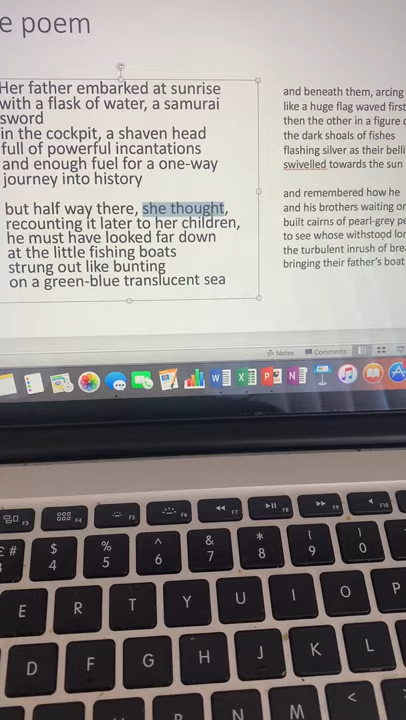 e poem
Her father embarked at sunrise
with a flask of water, a samurai
sword
in the cockpit, a shaven head
full of powerful incantations
and enough fuel for a one-way
journey into history
but half way there, she thought,
recounting it later to her children,
he must have looked far down
at the little fishing boats
strung out like bunting
on a green-blue translucent sea
and beneath them, arcing
like a huge flag waved first
then the other in a figure
the dark shoals of fishes
flashing silver as their belli
swivelled towards the sun
and remembered how he
and his brothers waiting on
built cairns of pearl-grey pe
to see whose withstood lon
the turbulent inrush of brea
bringing their father's boat
Notes Comments
W X P N
F3 F4 F5 F6 F7 F8 F9 F10
£ # $ % ^ & * ( )
3 4 5 6 7 8 9 0
E R T Y U I O P
D F G H J K L
B N M <